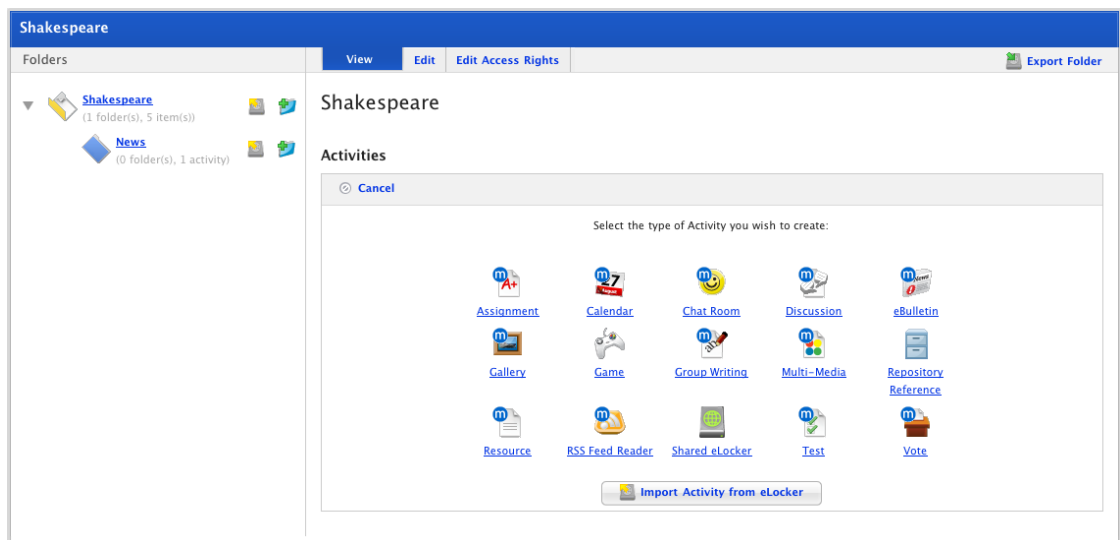 Shakespeare
Folders
View Edit Edit Access Rights Export Folder
Shakespeare
(1 folder(s), 5 item(s))
News
(0 folder(s), 1 activity)
Shakespeare
Activities
Cancel
Select the type of Activity you wish to create:
Assignment Calendar Chat Room Discussion eBulletin
Gallery Game Group Writing Multi-Media Repository
Reference
Resource RSS Feed Reader Shared eLocker Test Vote
Import Activity from eLocker